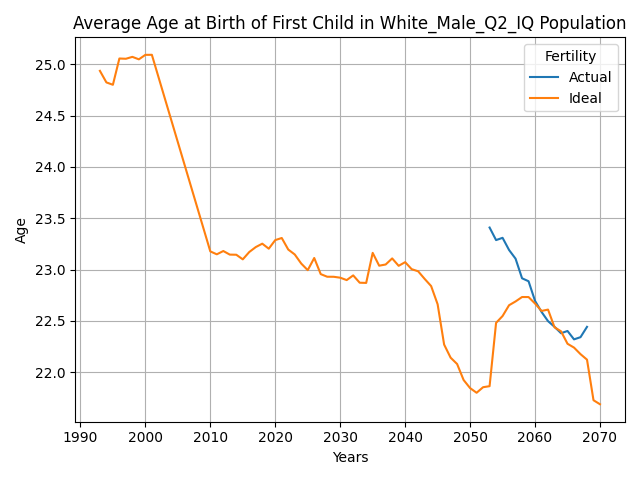 Average Age at Birth of First Child in White_Male_Q2_IQ Population
Fertility
Actual
Ideal
25.0
24.5
24.0
23.5
23.0
22.5
22.0
Age
1990 2000 2010 2020 2030 2040 2050 2060 2070
Years